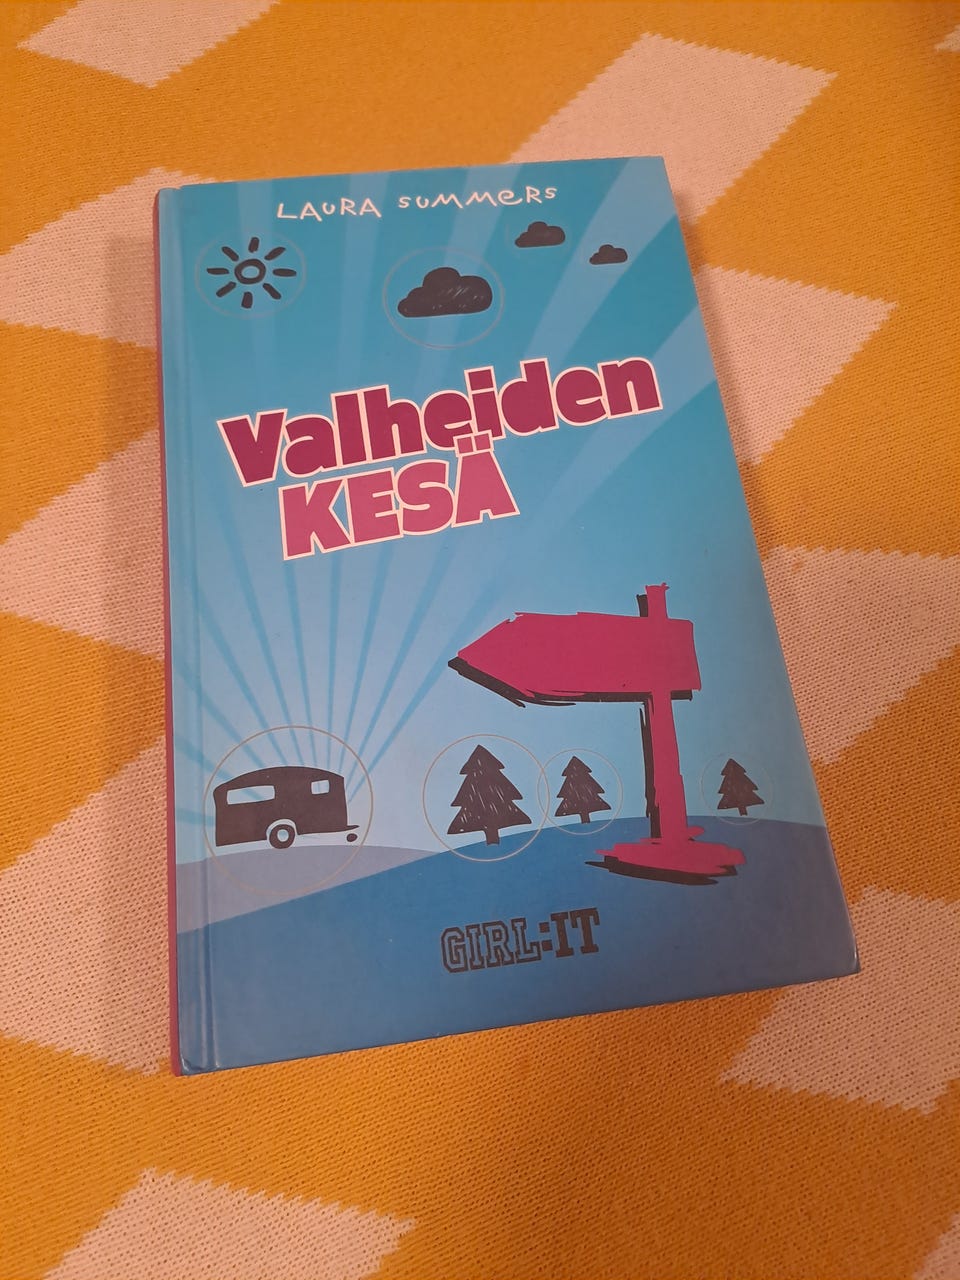 LAURA SUMMERS
Valheiden
KESÄ
GIRL:IT